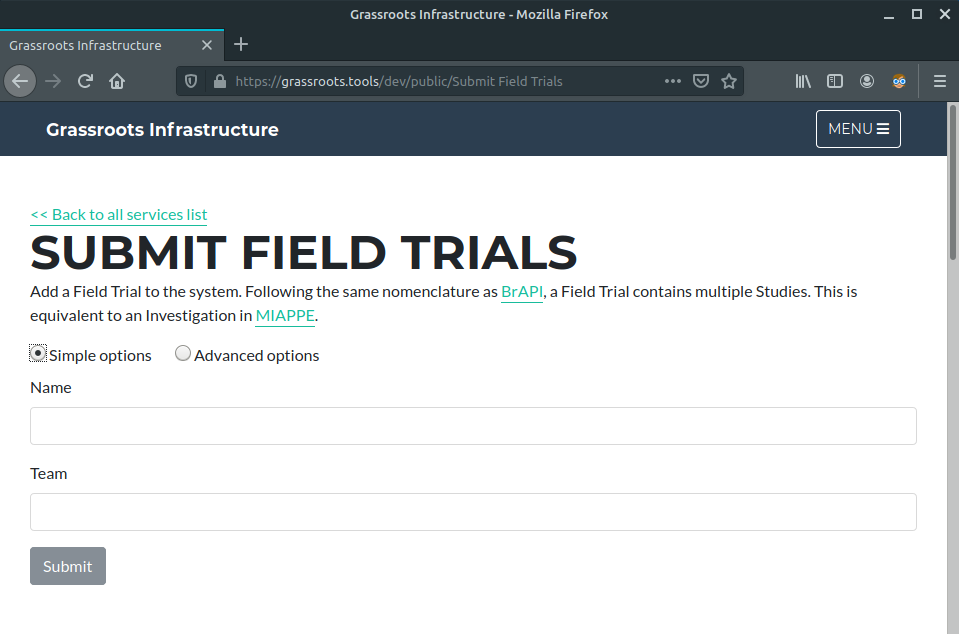 Grassroots Infrastructure - Mozilla Firefox
Grassroots Infrastructure
https://grassroots.tools/dev/public/Submit Field Trials
Grassroots Infrastructure
MENU
<< Back to all services list
SUBMIT FIELD TRIALS
Add a Field Trial to the system. Following the same nomenclature as BrAPI, a Field Trial contains multiple Studies. This is
equivalent to an Investigation in MIAPPE.
Simple options Advanced options
Name
Team
Submit